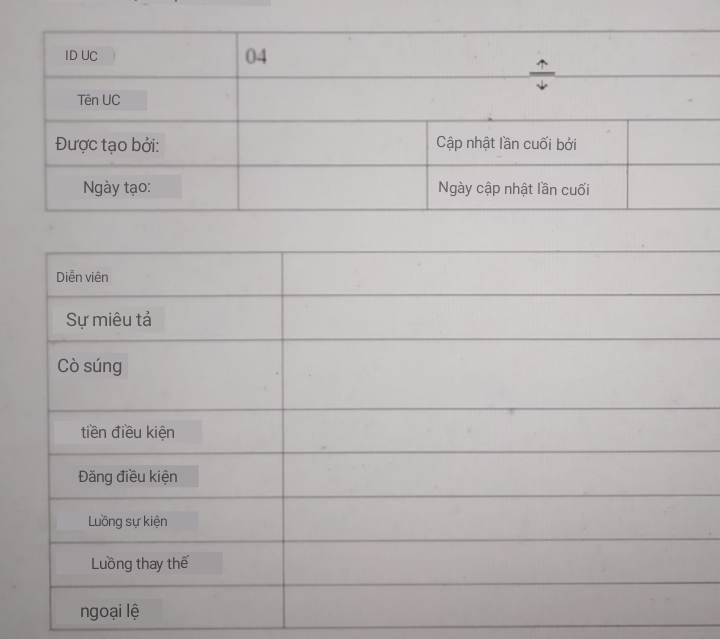 ID UC 04
Tên UC
Được tạo bởi: Cập nhật lần cuối bởi
Ngày tạo: Ngày cập nhật lần cuối
Diễn viên
Sự miêu tả
Cò súng
tiền điều kiện
Đăng điều kiện
Luồng sự kiện
Luồng thay thế
ngoại lệ